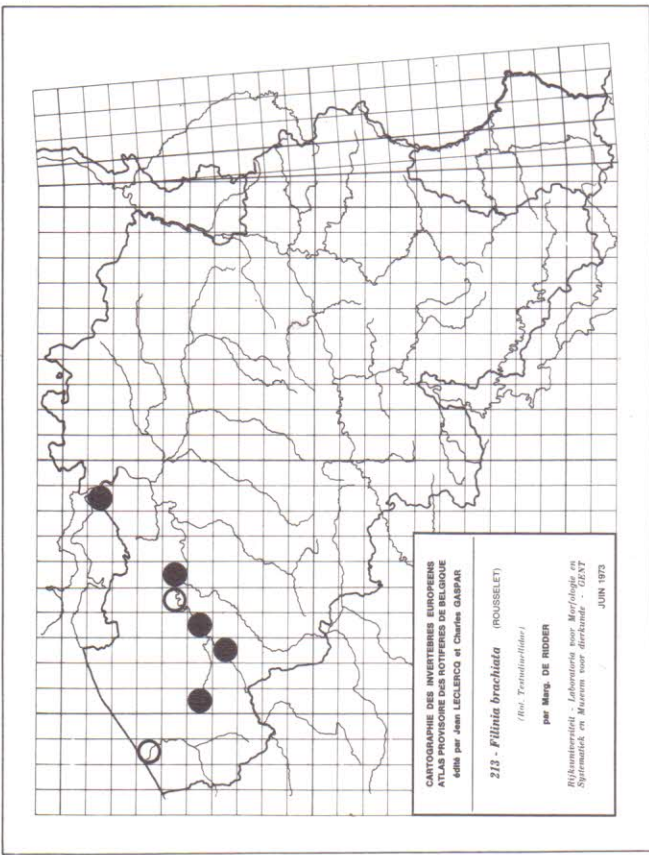 CARTOGRAPHIE DES INVERTEBRES EUROPEENS
ATLAS PROVISOIRE DES ROTIFERES DE BELGIQUE
édité par Jean LECLERCQ et Charles GASPAR
213 - Filinia brachiata (ROUSSELET)
(Rot. Testudinellidae)
par Marg. DE RIDDER
Rijksuniversiteit - Laboratoria voor Morfologie en
Systematiek en Museum voor dierkunde - GENT
JUIN 1973